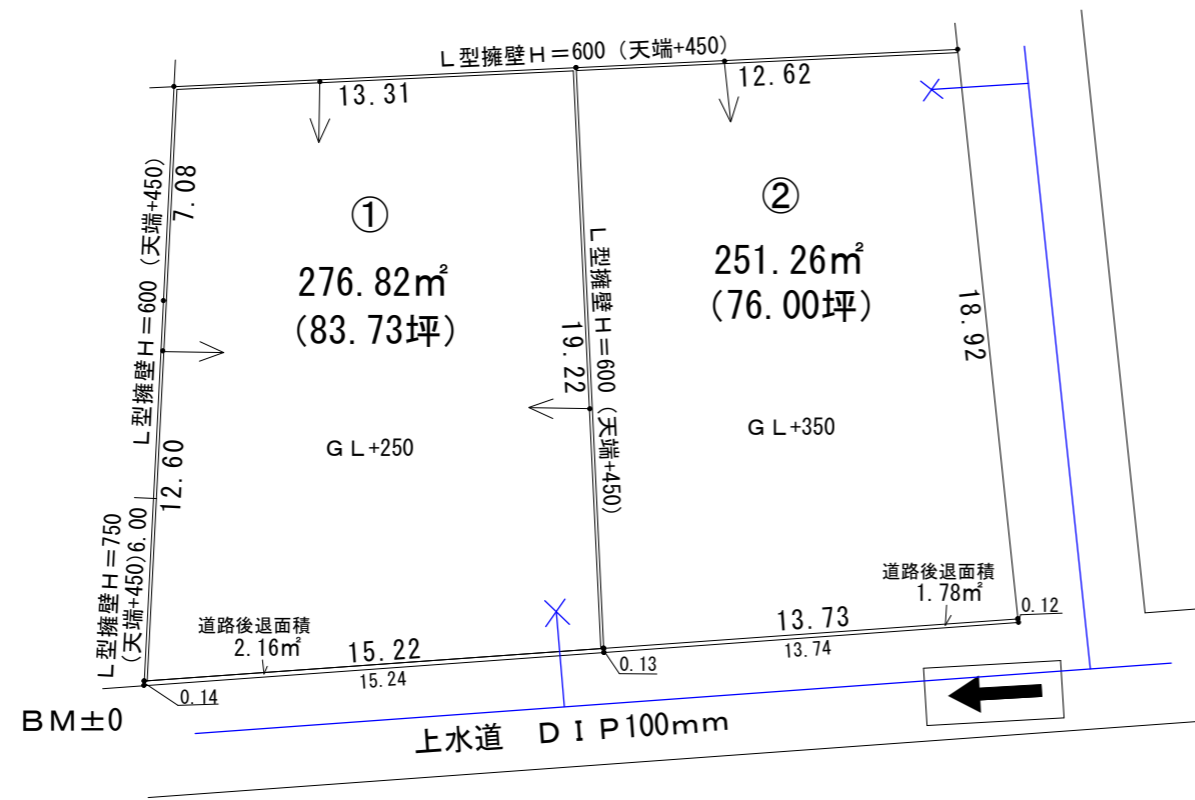 L型擁壁H=600(天端+450)
13.31
12.62
7.08
L型擁壁H=600(天端+450)
①
276.82㎡
(83.73坪)
②
251.26㎡
(76.00坪)
L型擁壁H=600(天端+450)
19.22
18.92
GL+250
GL+350
12.60
L型擁壁H=750
(天端+450)6.00
道路後退面積
2.16㎡
道路後退面積
1.78㎡
0.12
15.22
15.24
13.73
13.74
0.13
0.14
BM±0
上水道 DIP100mm